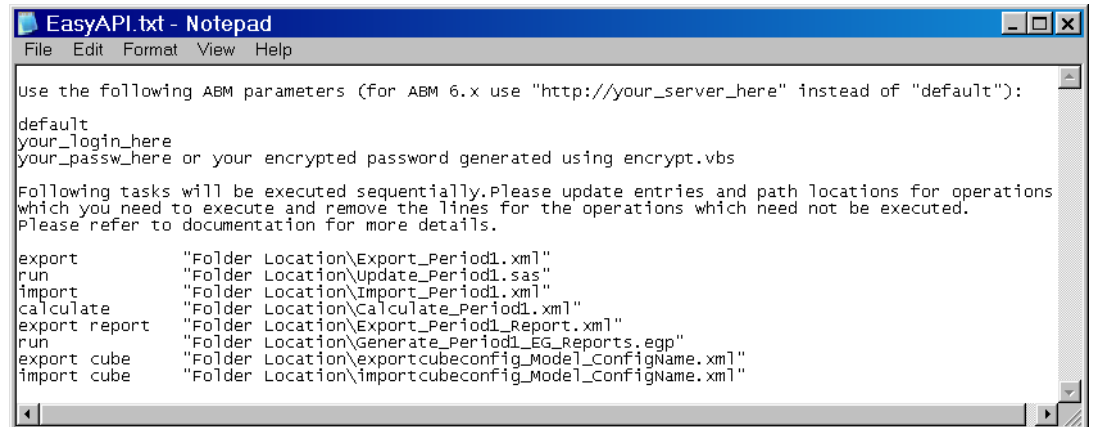 EasyAPI.txt - Notepad
File Edit Format View Help
Use the following ABM parameters (for ABM 6.x use "http://your_server_here" instead of "default"):
default
your_login_here
your_passw_here or your encrypted password generated using encrypt.vbs
Following tasks will be executed sequentially.Please update entries and path locations for operations
which you need to execute and remove the lines for the operations which need not be executed.
Please refer to documentation for more details.
export "Folder Location\Export_Period1.xml"
run "Folder Location\Update_Period1.sas"
import "Folder Location\Import_Period1.xml"
calculate "Folder Location\Calculate_Period1.xml"
export report "Folder Location\Export_Period1_Report.xml"
run "Folder Location\Generate_Period1_EG_Reports.egp"
export cube "Folder Location\exportcubeconfig_Model_ConfigName.xml"
import cube "Folder Location\importcubeconfig_Model_ConfigName.xml"